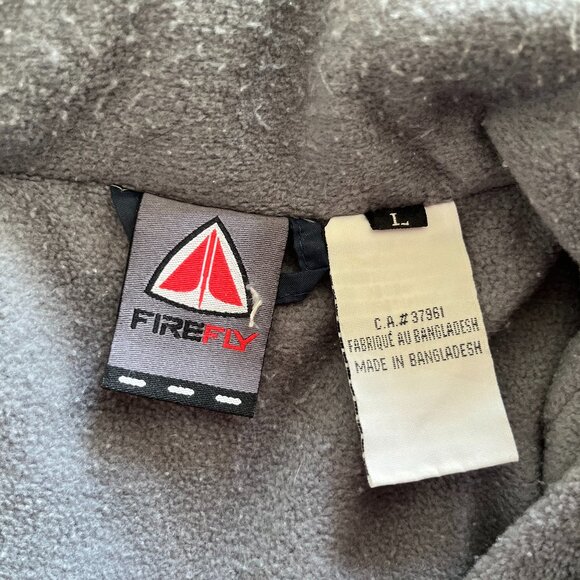 FIREFLY
L
C.A.# 37961
FABRIQUÉ AU BANGLADESH
MADE IN BANGLADESH